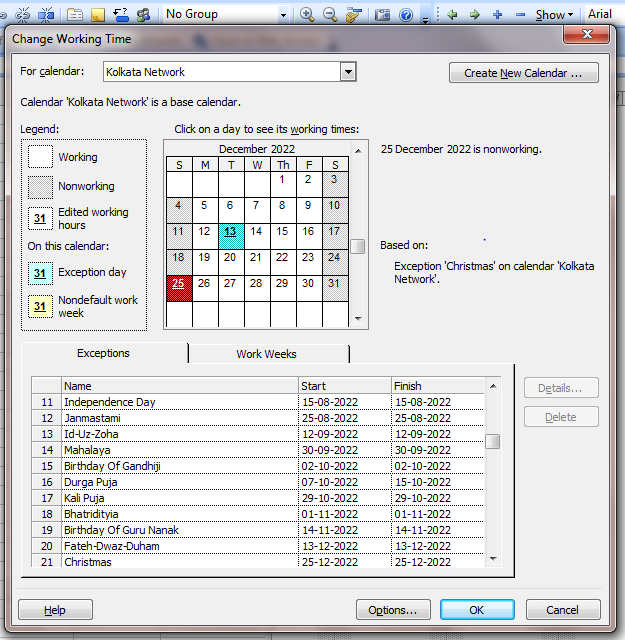 No Group
Show
Arial
Change Working Time
For calendar:
Kolkata Network
Create New Calendar ...
Calendar 'Kolkata Network' is a base calendar.
Legend:
Click on a day to see its working times:
Working
Nonworking
31 Edited working
hours
On this calendar:
31 Exception day
31 Nondefault work
week
December 2022
S M T W Th F S
1 2 3
4 5 6 7 8 9 10
11 12 13 14 15 16 17
18 19 20 21 22 23 24
25 26 27 28 29 30 31
25 December 2022 is nonworking.
Based on:
Exception 'Christmas' on calendar 'Kolkata
Network'.
Exceptions
Work Weeks
Name Start Finish
11 Independence Day 15-08-2022 15-08-2022
12 Janmastami 25-08-2022 25-08-2022
13 Id-Uz-Zoha 12-09-2022 12-09-2022
14 Mahalaya 30-09-2022 30-09-2022
15 Birthday Of Gandhiji 02-10-2022 02-10-2022
16 Durga Puja 07-10-2022 15-10-2022
17 Kali Puja 29-10-2022 29-10-2022
18 Bhatridityia 01-11-2022 01-11-2022
19 Birthday Of Guru Nanak 14-11-2022 14-11-2022
20 Fateh-Dwaz-Duham 13-12-2022 13-12-2022
21 Christmas 25-12-2022 25-12-2022
Details...
Delete
Help
Options...
OK
Cancel